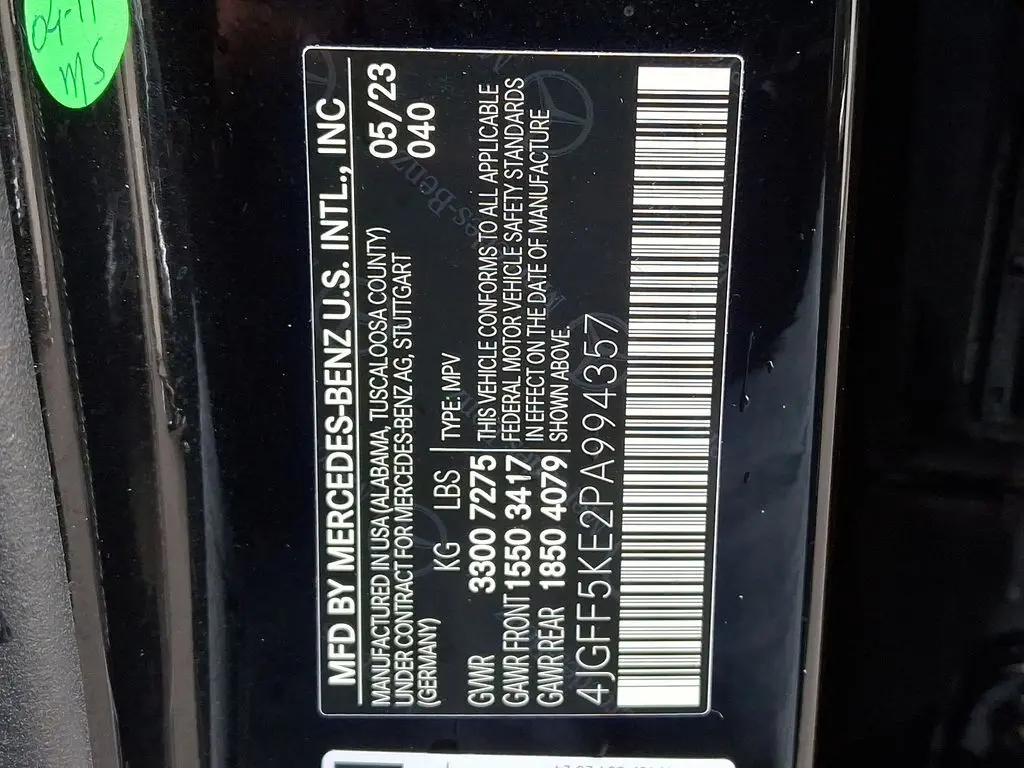 04-11
MS
MFD BY MERCEDES-BENZ U.S. INTL., INC
MANUFACTURED IN USA (ALABAMA, TUSCALOOSA COUNTY) 05/23
UNDER CONTRACT FOR MERCEDES-BENZ AG, STUTTGART
(GERMANY) 040
KG LBS TYPE: MPV
GVWR 3300 7275 THIS VEHICLE CONFORMS TO ALL APPLICABLE
GAWR FRONT 1550 3417 FEDERAL MOTOR VEHICLE SAFETY STANDARDS
GAWR REAR 1850 4079 IN EFFECT ON THE DATE OF MANUFACTURE
SHOWN ABOVE.
4JGFF5KE2PA994357